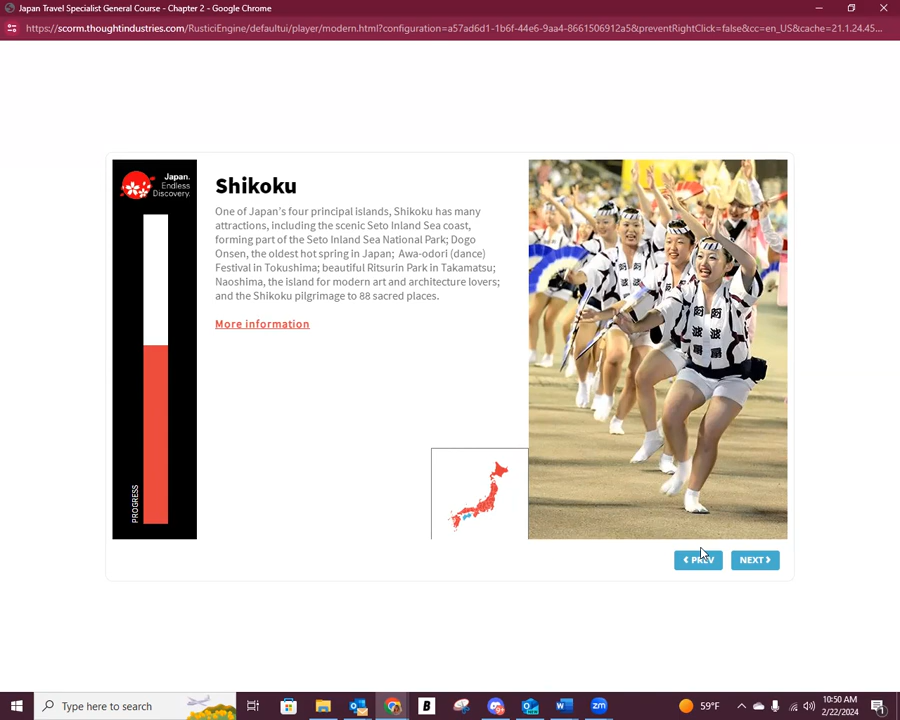 Japan Travel Specialist General Course - Chapter 2 - Google Chrome
https://scorm.thoughtindustries.com/RusticiEngine/defaultui/player/modern.html?configuration=a57ad6d1-1b6f-44e6-9aa4-8661506912a5&preventRightClick=false&cc=en_US&cache=21.1.24.45...
Japan.
Endless
Discovery.
PROGRESS
Shikoku
One of Japan's four principal islands, Shikoku has many
attractions, including the scenic Seto Inland Sea coast,
forming part of the Seto Inland Sea National Park; Dogo
Onsen, the oldest hot spring in Japan; Awa-odori (dance)
Festival in Tokushima; beautiful Ritsurin Park in Takamatsu;
Naoshima, the island for modern art and architecture lovers;
and the Shikoku pilgrimage to 88 sacred places.
More information
阿 阿
波 波
PREV
NEXT
Type here to search
59°F
10:50 AM
2/22/2024